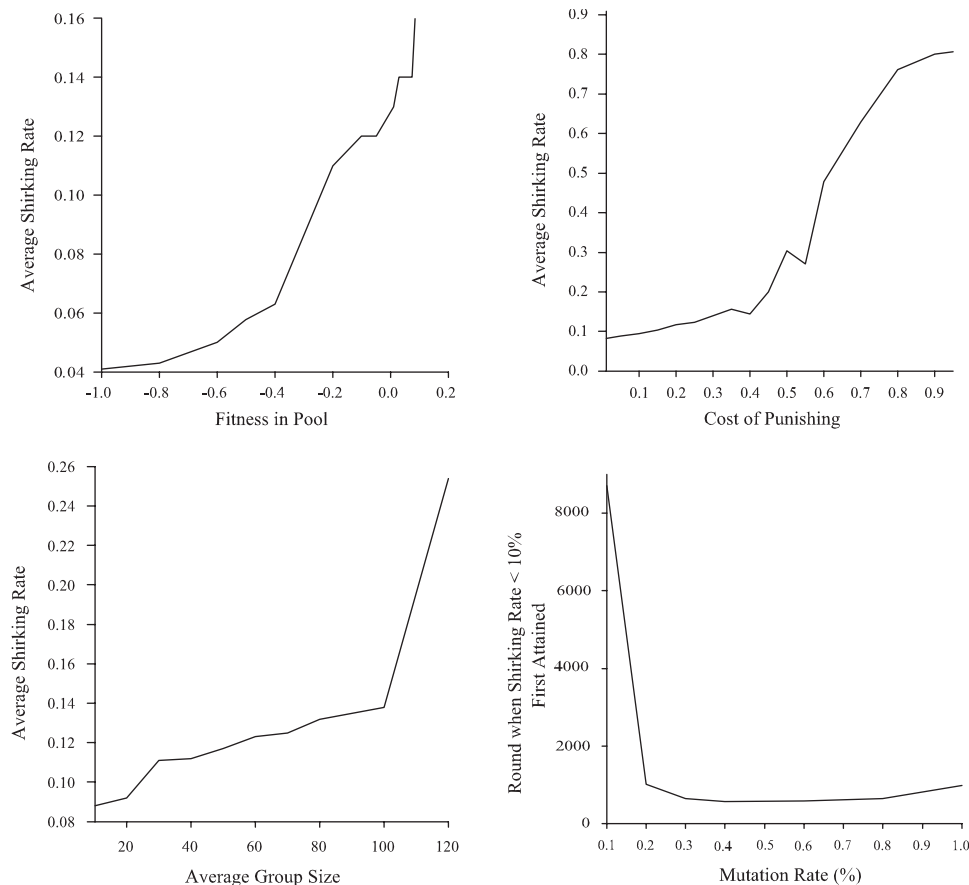 0.16
0.14
0.12
0.10
0.08
0.06
0.04
Average Shirking Rate
-1.0 -0.8 -0.6 -0.4 -0.2 0.0 0.2
Fitness in Pool
0.9
0.8
0.7
0.6
0.5
0.4
0.3
0.2
0.1
0.0
Average Shirking Rate
0.1 0.2 0.3 0.4 0.5 0.6 0.7 0.8 0.9
Cost of Punishing
0.26
0.24
0.22
0.20
0.18
0.16
0.14
0.12
0.10
0.08
Average Shirking Rate
20 40 60 80 100 120
Average Group Size
Round when Shirking Rate < 10%
First Attained
8000
6000
4000
2000
0
0.1 0.2 0.3 0.4 0.5 0.6 0.7 0.8 0.9 1.0
Mutation Rate (%)